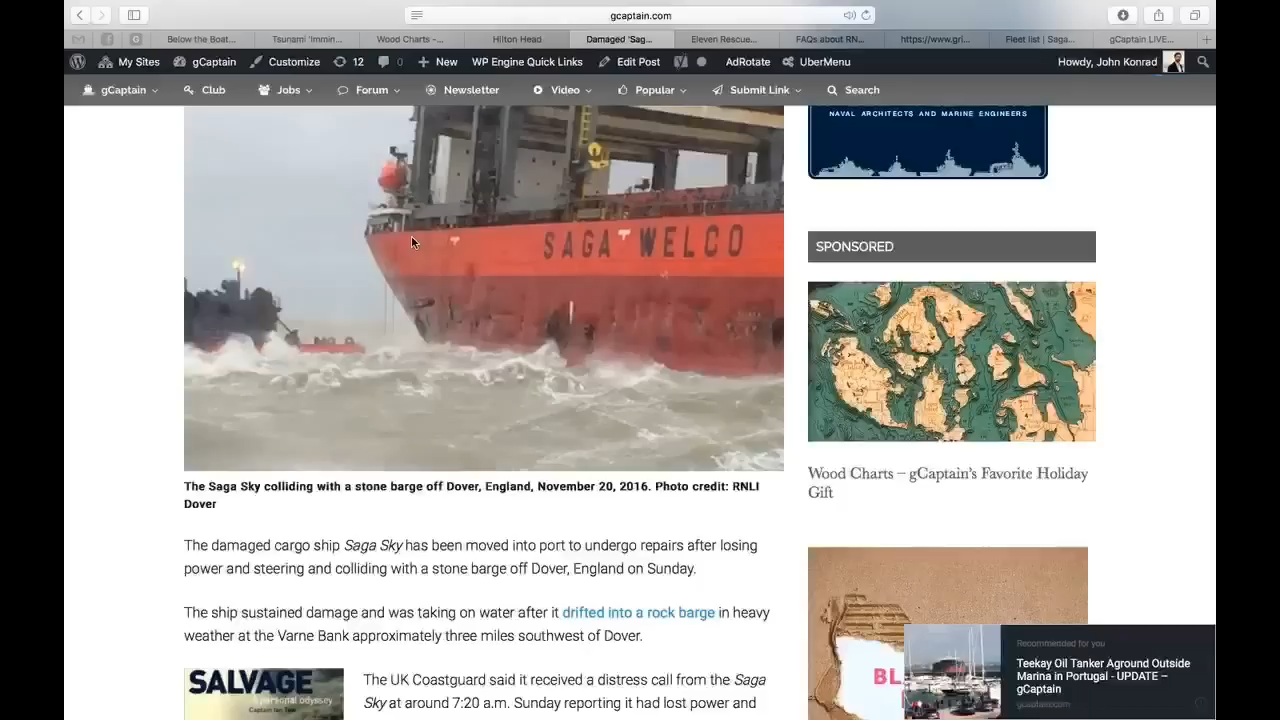 gcaptain.com
Below the Boat... Tsunami 'Immin... Wood Charts -... Hilton Head Damaged 'Sag... Eleven Rescue... FAQs about RN... https://www.gri... Fleet list | Saga... gCaptain LIVE...
My Sites gCaptain Customize 12 0 + New WP Engine Quick Links Edit Post AdRotate UberMenu Howdy, John Konrad
gCaptain Club Jobs Forum Newsletter Video Popular Submit Link Search
NAVAL ARCHITECTS AND MARINE ENGINEERS
SAGA WELCO
SPONSORED
Wood Charts – gCaptain's Favorite Holiday
Gift
The Saga Sky colliding with a stone barge off Dover, England, November 20, 2016. Photo credit: RNLI
Dover
The damaged cargo ship Saga Sky has been moved into port to undergo repairs after losing
power and steering and colliding with a stone barge off Dover, England on Sunday.
The ship sustained damage and was taking on water after it drifted into a rock barge in heavy
weather at the Varne Bank approximately three miles southwest of Dover.
SALVAGE
a personal odyssey
Captain Ian Tew
The UK Coastguard said it received a distress call from the Saga
Sky at around 7:20 a.m. Sunday reporting it had lost power and
BL
Recommended for you
Teekay Oil Tanker Aground Outside
Marina in Portugal - UPDATE –
gCaptain
gcaptain.com